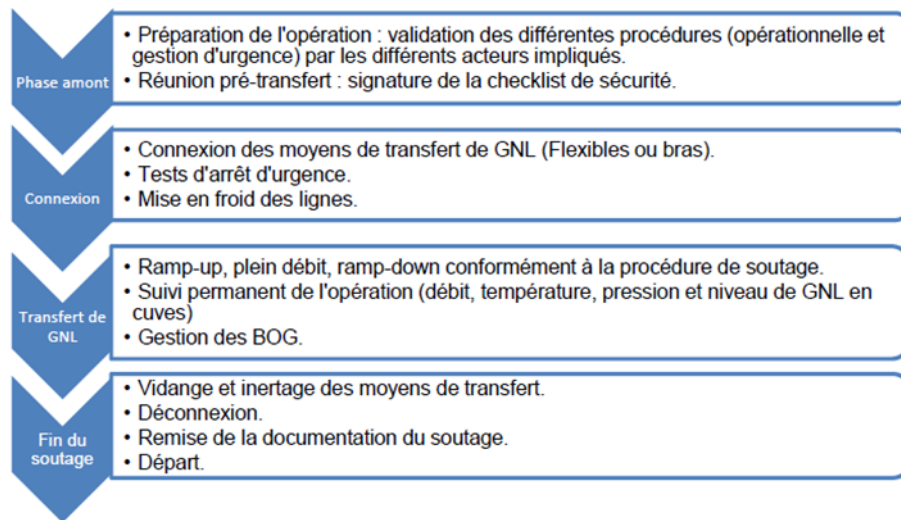 Phase amont
• Préparation de l'opération : validation des différentes procédures (opérationnelle et
gestion d'urgence) par les différents acteurs impliqués.
• Réunion pré-transfert : signature de la checklist de sécurité.
Connexion
• Connexion des moyens de transfert de GNL (Flexibles ou bras).
• Tests d'arrêt d'urgence.
• Mise en froid des lignes.
Transfert de
GNL
• Ramp-up, plein débit, ramp-down conformément à la procédure de soutage.
• Suivi permanent de l'opération (débit, température, pression et niveau de GNL en
cuves)
• Gestion des BOG.
Fin du
soutage
• Vidange et inertage des moyens de transfert.
• Déconnexion.
• Remise de la documentation du soutage.
• Départ.